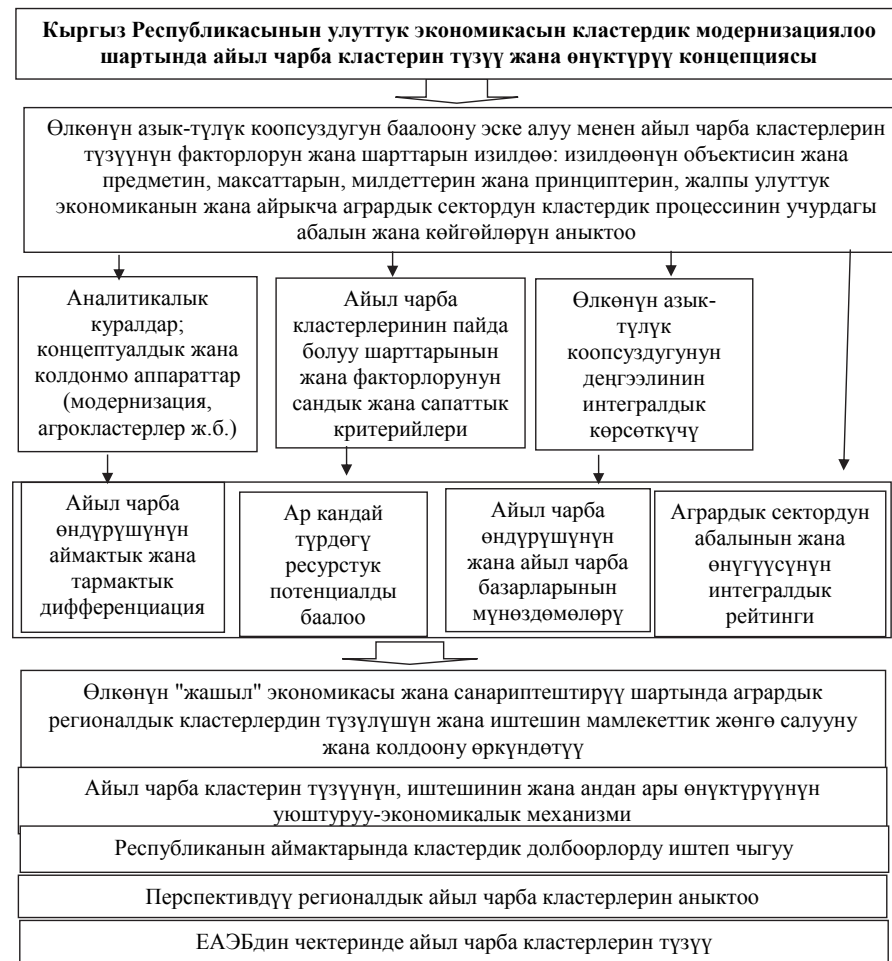 Кыргыз Республикасынын улуттук экономикасын кластердик модернизациялоо
шартында айыл чарба кластерин түзүү жана өнүктүрүү концепциясы
Өлкөнүн азык-түлүк коопсуздугун баалоону эске алуу менен айыл чарба кластерлерин
түзүүнүн факторлорун жана шарттарын изилдөө: изилдөөнүн объектисин жана
предметин, максаттарын, милдеттерин жана принциптерин, жалпы улуттук
экономиканын жана айрыкча агрардык сектордун кластердик процессинин учурдагы
абалын жана көйгөйлөрүн аныктоо
Аналитикалык
куралдар;
концептуалдык жана
колдонмо аппараттар
(модернизация,
агрокластерлер ж.б.)
Айыл чарба
кластерлеринин пайда
болуу шарттарынын
жана факторлорунун
сандык жана сапаттык
критерийлери
Өлкөнүн азык-
түлүк
коопсуздугунун
деңгээлинин
интегралдык
көрсөткүчү
Айыл чарба
өндүрүшүнүн
аймактык жана
тармактык
дифференциация
Ар кандай
түрдөгү
ресурстук
потенциалды
баалоо
Айыл чарба
өндүрүшүнүн
жана айыл чарба
базарларынын
мүнөздөмөлөрү
Агрардык сектордун
абалынын жана
өнүгүүсүнүн
интегралдык
рейтинги
Өлкөнүн "жашыл" экономикасы жана санариптештирүү шартында агрардык
регионалдык кластерлердин түзүлүшүн жана иштешин мамлекеттик жөнгө салууну
жана колдоону өркүндөтүү
Айыл чарба кластерин түзүүнүн, иштешинин жана андан ары өнүктүрүүнүн
уюштуруу-экономикалык механизми
Республиканын аймактарында кластердик долбоорлорду иштеп чыгуу
Перспективдүү регионалдык айыл чарба кластерлерин аныктоо
ЕАЭБдин чектеринде айыл чарба кластерлерин түзүү